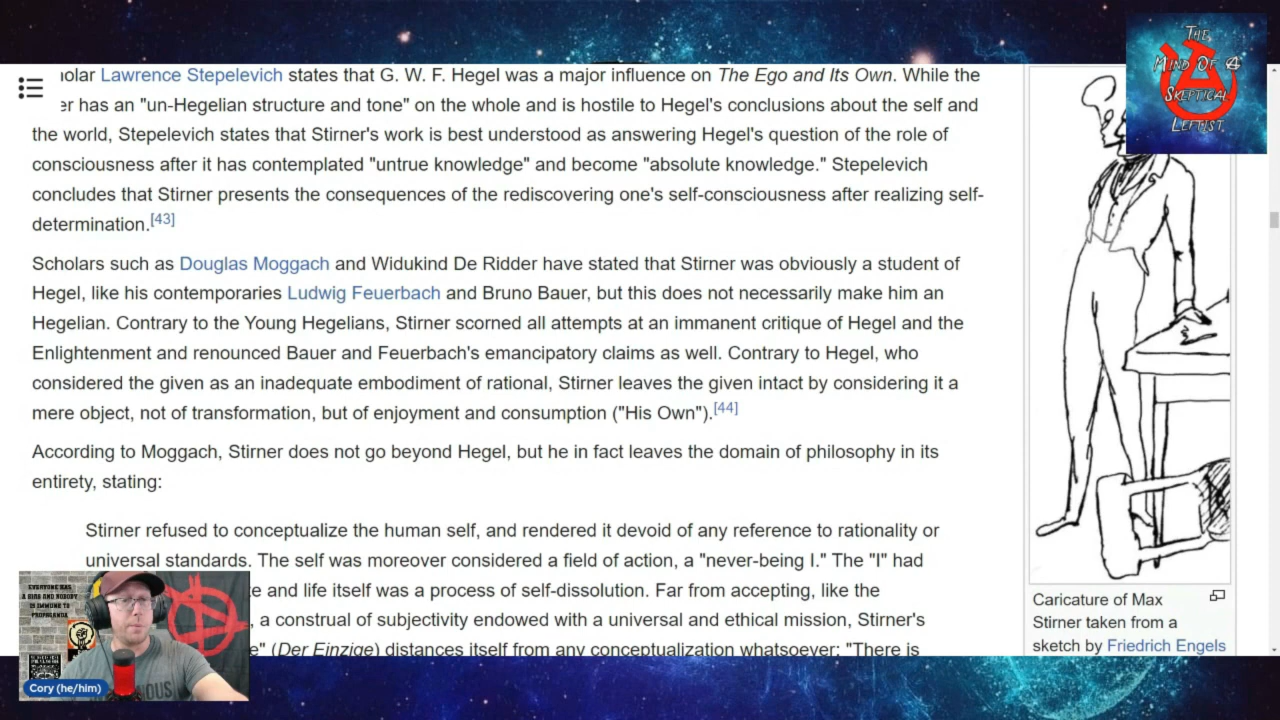 olar Lawrence Stepelevich states that G. W. F. Hegel was a major influence on The Ego and Its Own. While the
er has an "un-Hegelian structure and tone" on the whole and is hostile to Hegel's conclusions about the self and
the world, Stepelevich states that Stirner's work is best understood as answering Hegel's question of the role of
consciousness after it has contemplated "untrue knowledge" and become "absolute knowledge." Stepelevich
concludes that Stirner presents the consequences of the rediscovering one's self-consciousness after realizing self-
determination.[43]
Scholars such as Douglas Moggach and Widukind De Ridder have stated that Stirner was obviously a student of
Hegel, like his contemporaries Ludwig Feuerbach and Bruno Bauer, but this does not necessarily make him an
Hegelian. Contrary to the Young Hegelians, Stirner scorned all attempts at an immanent critique of Hegel and the
Enlightenment and renounced Bauer and Feuerbach's emancipatory claims as well. Contrary to Hegel, who
considered the given as an inadequate embodiment of rational, Stirner leaves the given intact by considering it a
mere object, not of transformation, but of enjoyment and consumption ("His Own").[44]
According to Moggach, Stirner does not go beyond Hegel, but he in fact leaves the domain of philosophy in its
entirety, stating:
Stirner refused to conceptualize the human self, and rendered it devoid of any reference to rationality or
universal standards. The self was moreover considered a field of action, a "never-being I." The "I" had
e and life itself was a process of self-dissolution. Far from accepting, like the
, a construal of subjectivity endowed with a universal and ethical mission, Stirner's
e" (Der Einzige) distances itself from any conceptualization whatsoever: "There is
The
Mind Of A
Skeptical
Leftist
Caricature of Max
Stirner taken from a
sketch by Friedrich Engels
EVERYONE HAS
A BIAS AND NOBODY
IS IMMUNE TO
PROPAGANDA
Cory (he/him)